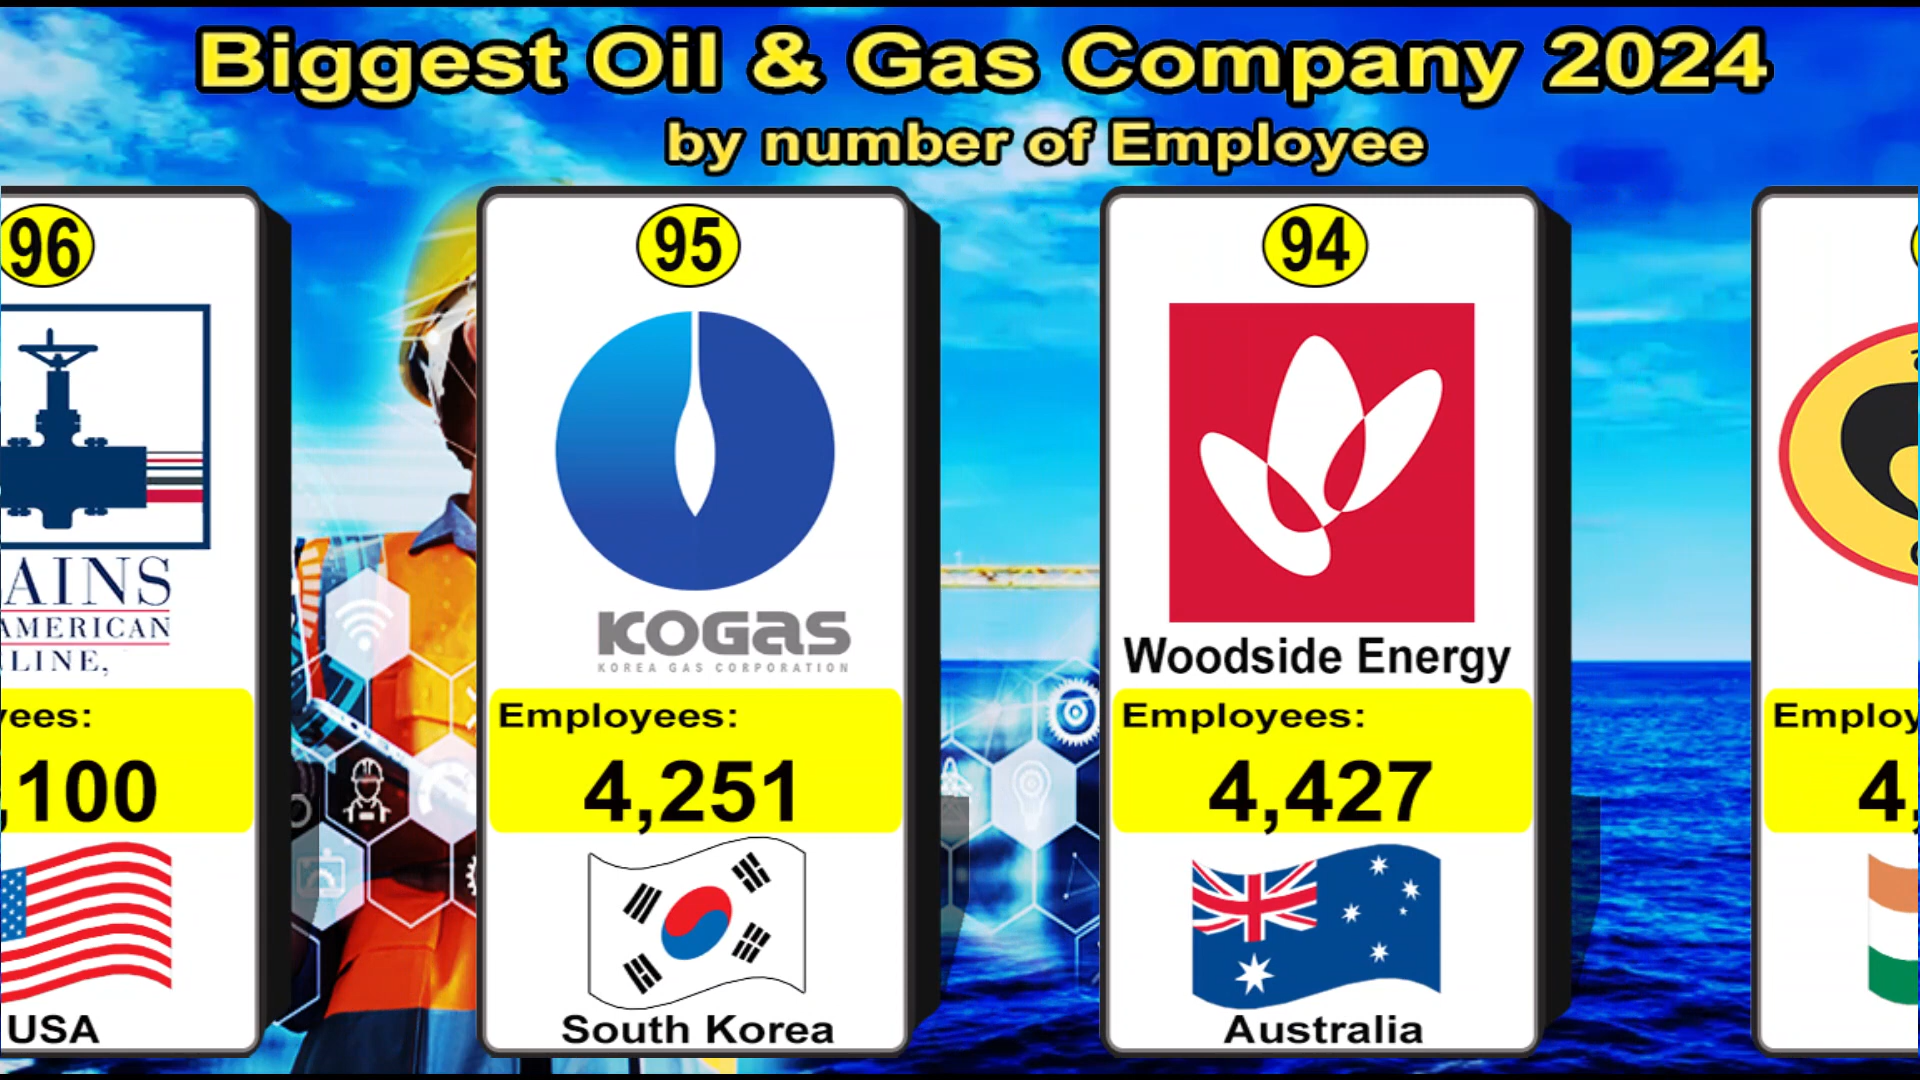 Biggest Oil & Gas Company 2024
by number of Employee
96
AINS
AMERICAN
LINE,
yees:
,100
USA
95
KOGAS
KOREA GAS CORPORATION
Employees:
4,251
South Korea
94
Woodside Energy
Employees:
4,427
Australia
Employ
4,